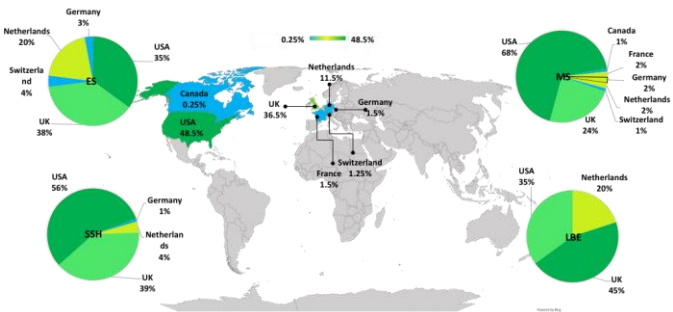 Germany
3%
Netherlands
20%
USA
35%
Switzerla
nd
4%
ES
UK
38%
0.25%
48.5%
Netherlands
11.5%
Canada
0.25%
USA
48.5%
UK
36.5%
Germany
1.5%
France
1.5%
Switzerland
1.25%
USA
68%
Canada
1%
France
2%
Germany
2%
Netherlands
2%
Switzerland
1%
MS
UK
24%
USA
56%
Germany
1%
Netherlan
ds
4%
SSH
UK
39%
USA
35%
Netherlands
20%
LBE
UK
45%
Powered by Bing